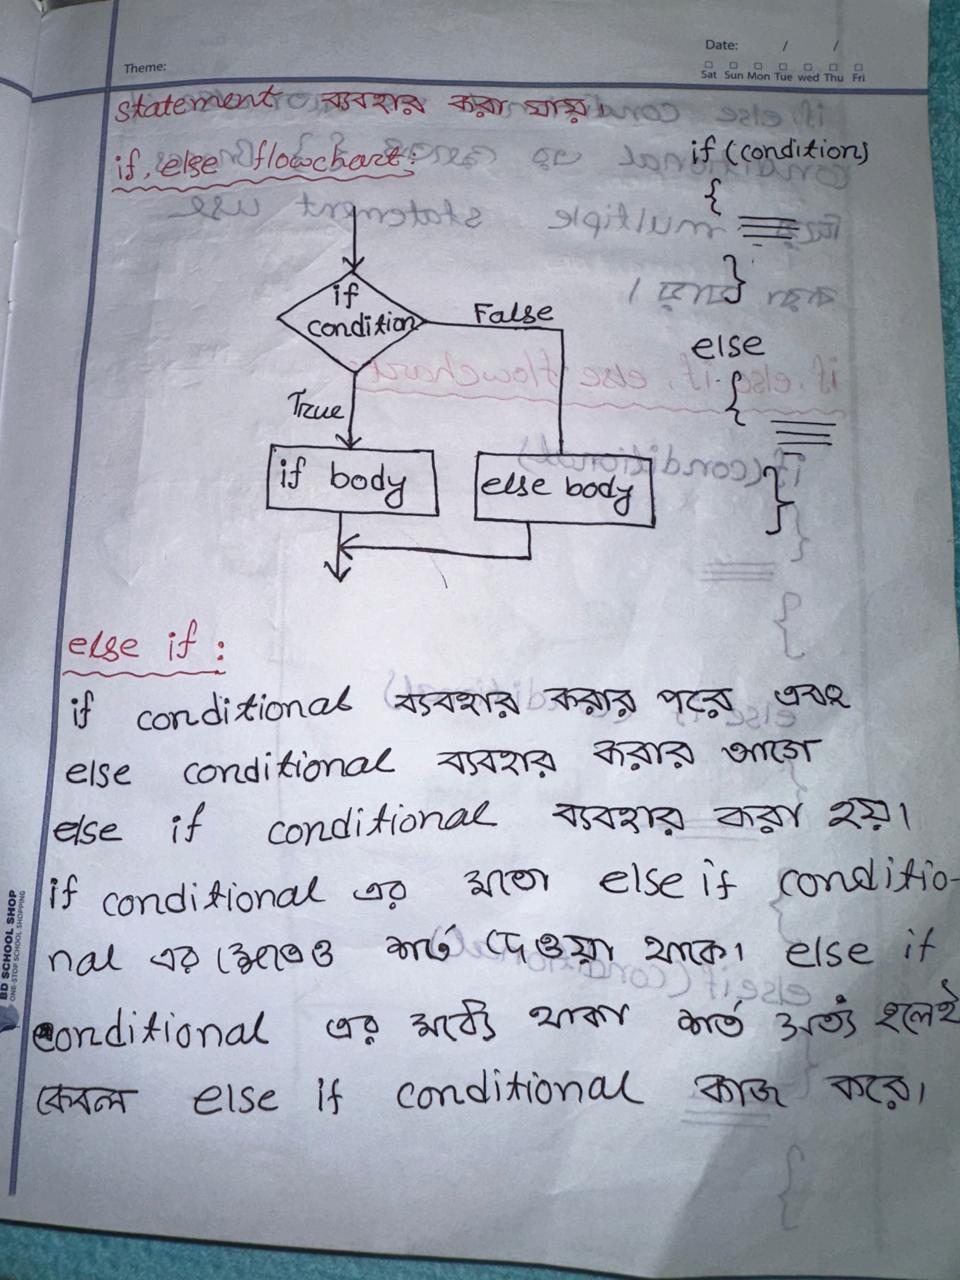 Theme:
Date: / /
Sat Sun Mon Tue wed Thu Fri
statement ব্যবহার করা যায়
if, else flowchart:
if (condition)
{
}
else
{
}
if
condition
False
True
if body
else body
else if :
if conditional ব্যবহার করার পরে এবং
else conditional ব্যবহার করার আগে
else if conditional ব্যবহার করা হয়।
if conditional এর মতো else if conditio-
nal এর ক্ষেত্রেও শর্ত দেওয়া থাকে। else if
conditional এর মধ্যে থাকা শর্ত সত্য হলেই
কেবল else if conditional কাজ করে।
BD SCHOOL SHOP
ONE-STOP SCHOOL SHOPPING